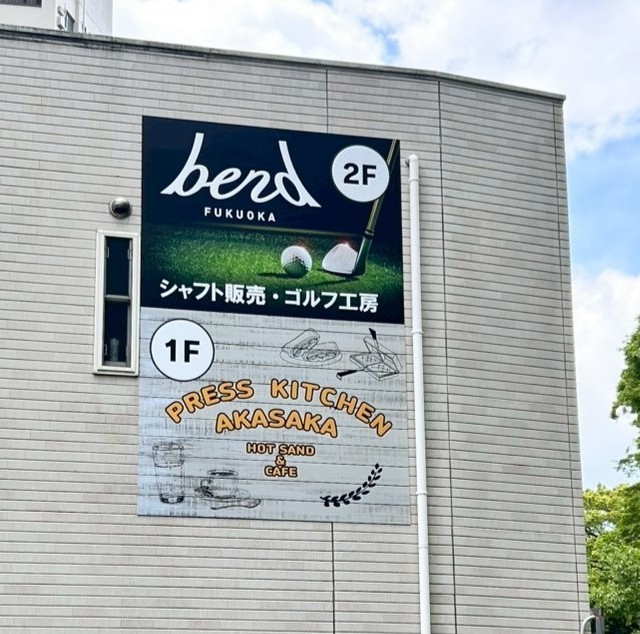 bend
2F
FUKUOKA
シャフト販売・ゴルフ工房
1F
PRESS KITCHEN
AKASAKA
HOT SAND
&
CAFE